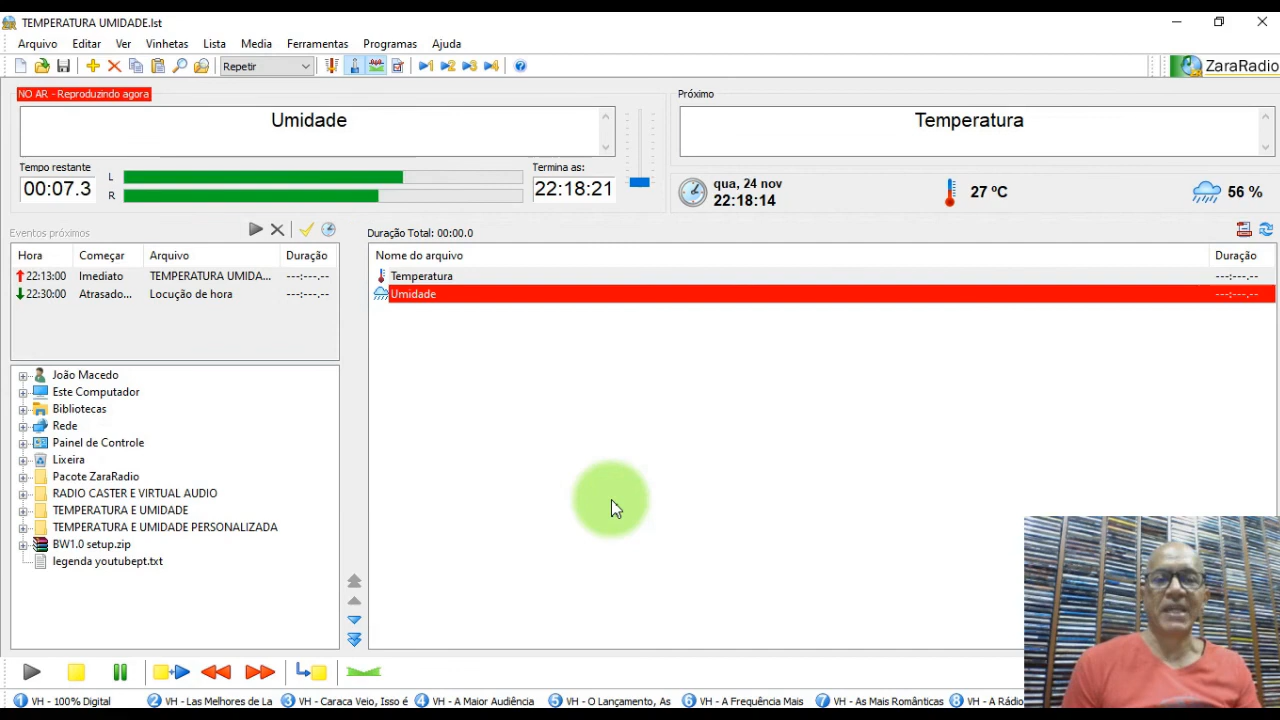 TEMPERATURA UMIDADE.lst
Arquivo Editar Ver Vinhetas Lista Media Ferramentas Programas Ajuda
Repetir 1 2 3 4 ZaraRadio
NO AR - Reproduzindo agora
Próximo
Umidade
Temperatura
Tempo restante
Termina as:
L
00:07.3
22:18:21
R
qua, 24 nov
22:18:14
27 ºC
56 %
Eventos próximos
Duração Total: 00:00.0
Hora Começar Arquivo Duração
Nome do arquivo Duração
22:13:00 Imediato TEMPERATURA UMIDA... ---:---.--
Temperatura ---:---.--
22:30:00 Atrasado... Locução de hora ---:---.--
Umidade ---:---.--
João Macedo
Este Computador
Bibliotecas
Rede
Painel de Controle
Lixeira
Pacote ZaraRadio
RADIO CASTER E VIRTUAL AUDIO
TEMPERATURA E UMIDADE
TEMPERATURA E UMIDADE PERSONALIZADA
BW1.0 setup.zip
legenda youtubept.txt
1 VH - 100% Digital 2 VH - Las Melhores de La 3 VH - Caraca Veio, Isso é 4 VH - A Maior Audiência 5 VH - O Lançamento, As 6 VH - A Frequência Mais 7 VH - As Mais Românticas 8 VH - A Rádio